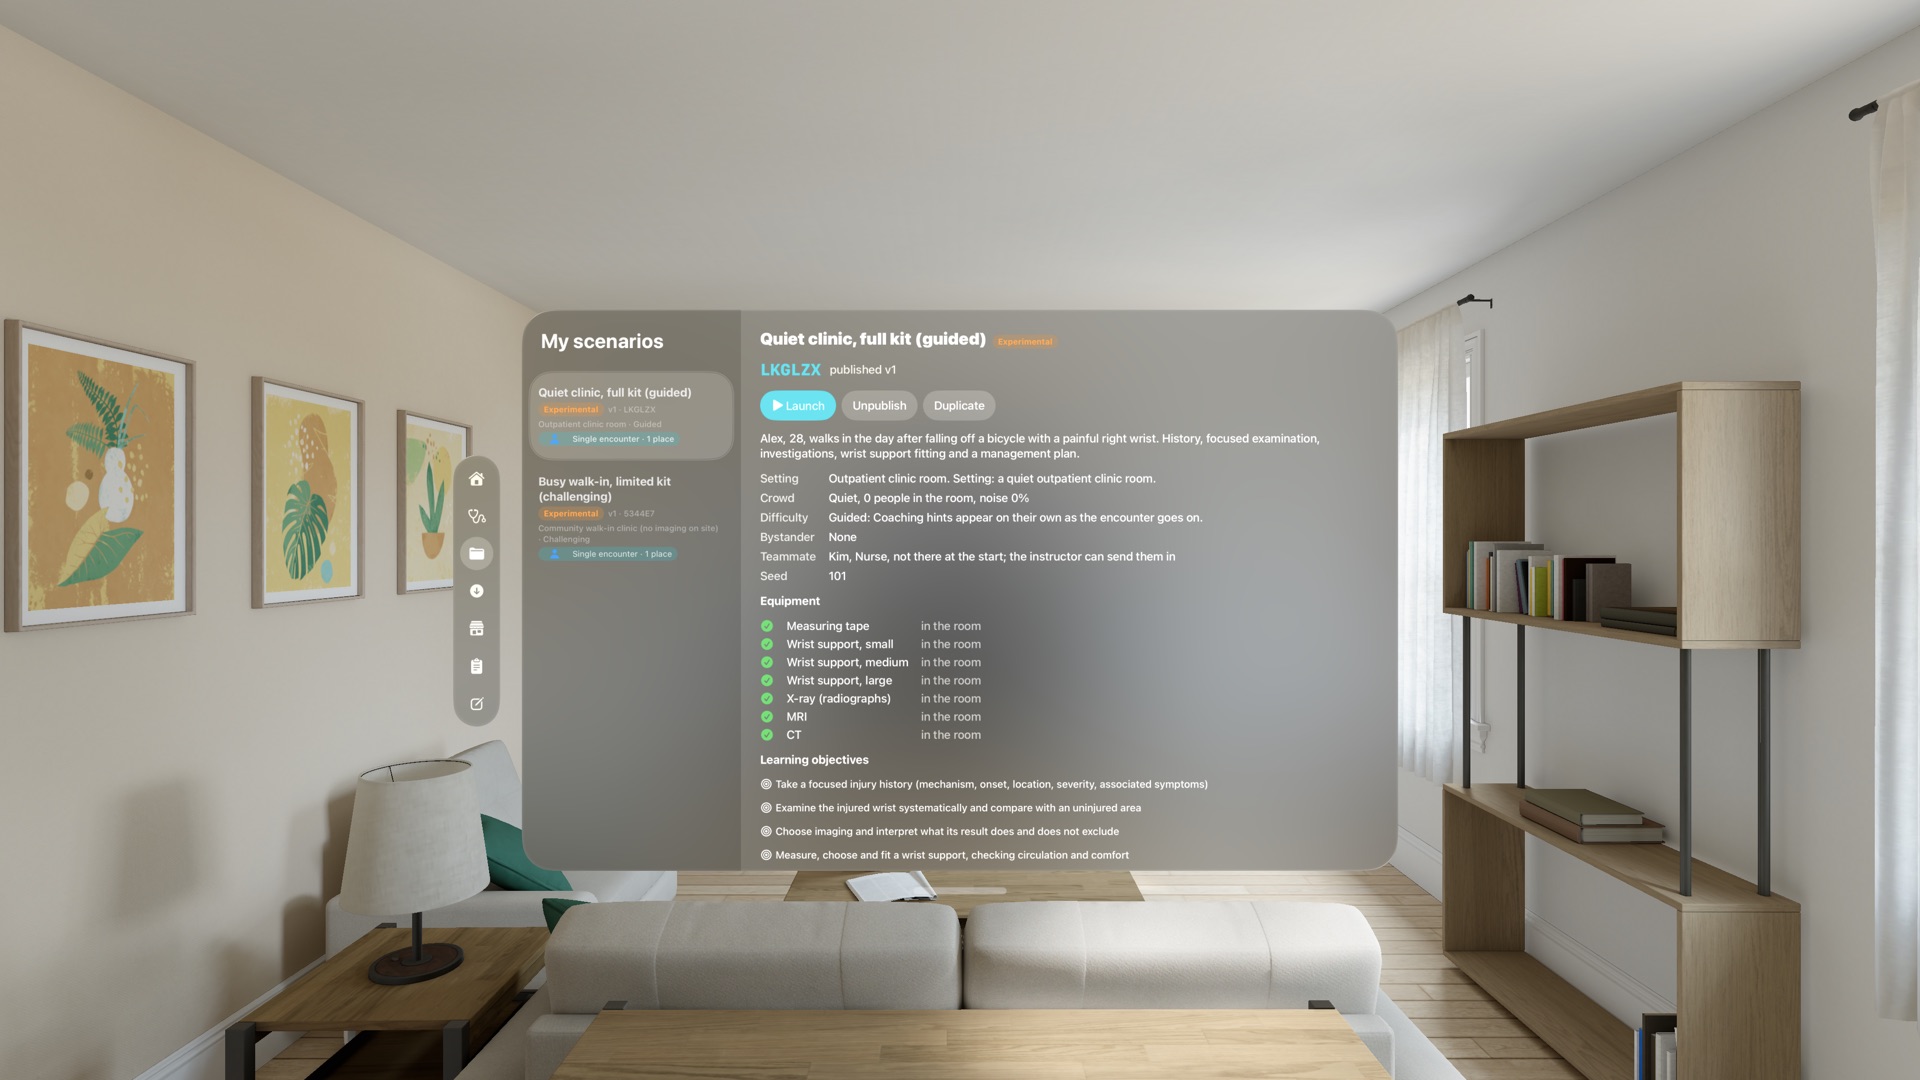 My scenarios
Quiet clinic, full kit (guided)
Experimental v1 · LKGLZX
Outpatient clinic room · Guided
Single encounter · 1 place
Busy walk-in, limited kit
(challenging)
Experimental v1 · 5344E7
Community walk-in clinic (no imaging on site)
· Challenging
Single encounter · 1 place
Quiet clinic, full kit (guided) Experimental
LKGLZX published v1
Launch Unpublish Duplicate
Alex, 28, walks in the day after falling off a bicycle with a painful right wrist. History, focused examination,
investigations, wrist support fitting and a management plan.
Setting Outpatient clinic room. Setting: a quiet outpatient clinic room.
Crowd Quiet, 0 people in the room, noise 0%
Difficulty Guided: Coaching hints appear on their own as the encounter goes on.
Bystander None
Teammate Kim, Nurse, not there at the start; the instructor can send them in
Seed 101
Equipment
Measuring tape in the room
Wrist support, small in the room
Wrist support, medium in the room
Wrist support, large in the room
X-ray (radiographs) in the room
MRI in the room
CT in the room
Learning objectives
Take a focused injury history (mechanism, onset, location, severity, associated symptoms)
Examine the injured wrist systematically and compare with an uninjured area
Choose imaging and interpret what its result does and does not exclude
Measure, choose and fit a wrist support, checking circulation and comfort